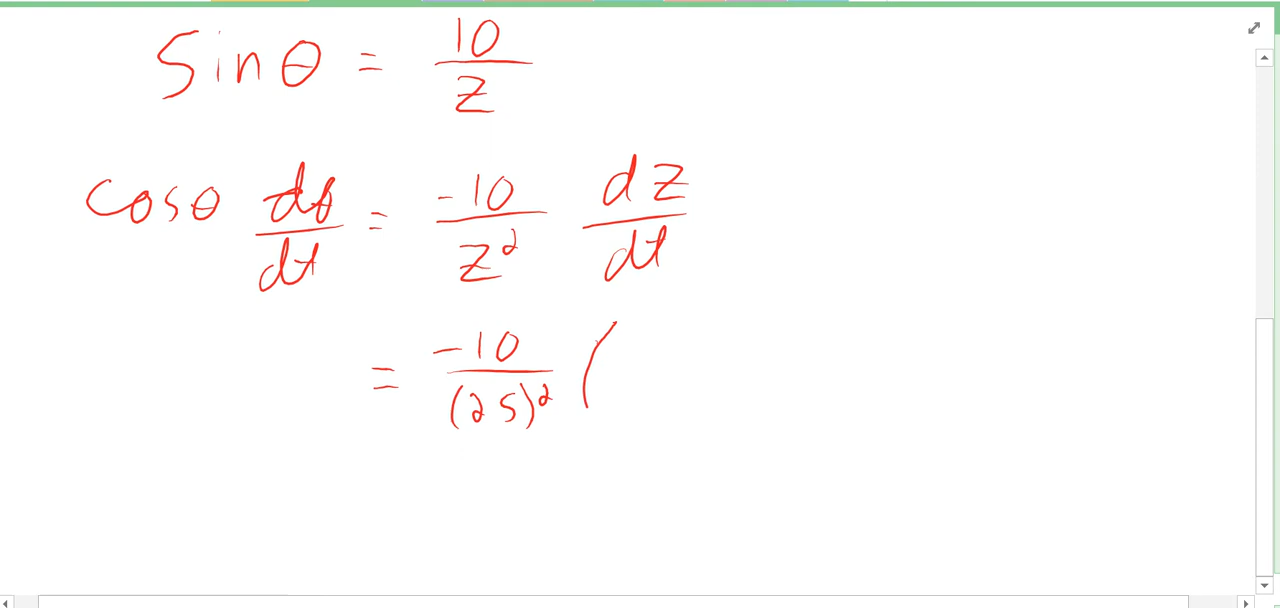 sinθ = 10/z
cosθ dθ/dt = -10/z² dz/dt
= -10/(25)² (